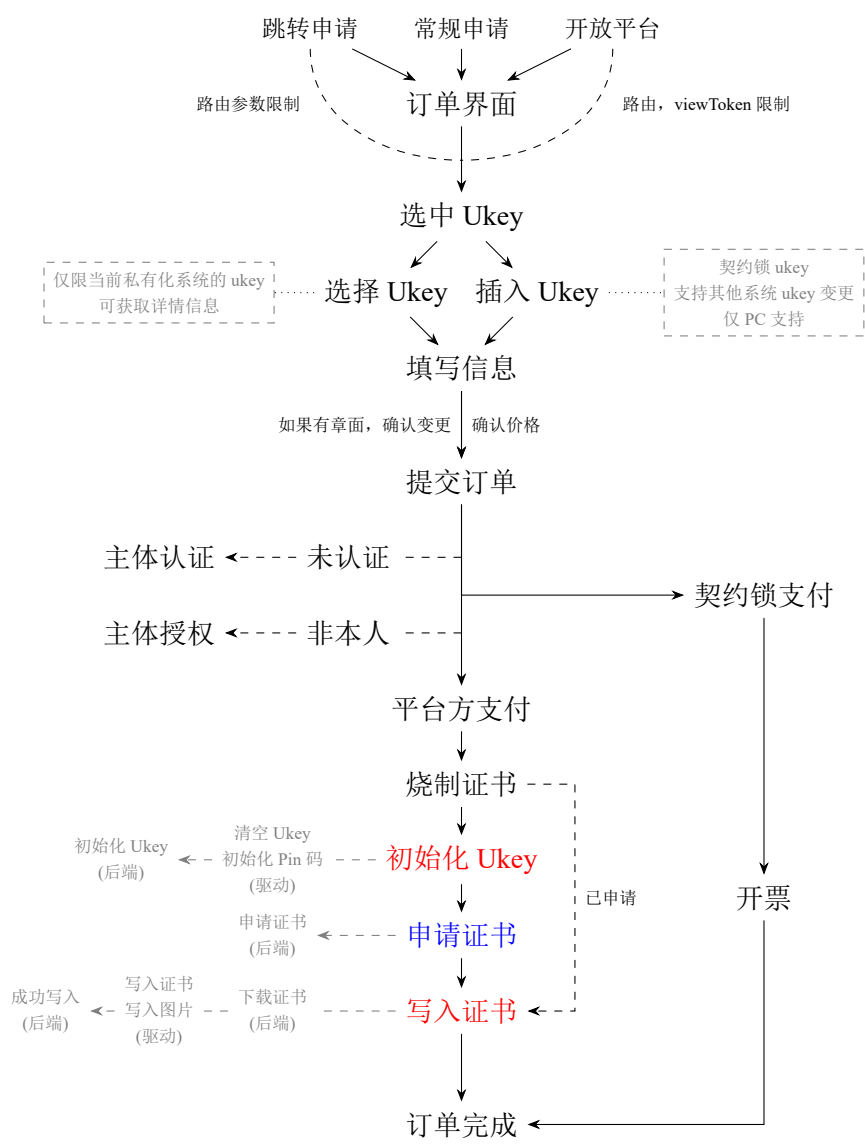 跳转申请
常规申请
开放平台
路由参数限制
订单界面
路由，viewToken 限制
选中 Ukey
仅限当前私有化系统的 ukey
可获取详情信息
选择 Ukey
插入 Ukey
契约锁 ukey
支持其他系统 ukey 变更
仅 PC 支持
填写信息
如果有章面，确认变更
确认价格
提交订单
主体认证
未认证
契约锁支付
主体授权
非本人
平台方支付
烧制证书
初始化 Ukey
(后端)
清空 Ukey
初始化 Pin 码
(驱动)
初始化 Ukey
已申请
开票
申请证书
(后端)
申请证书
成功写入
(后端)
写入证书
写入图片
(驱动)
下载证书
(后端)
写入证书
订单完成